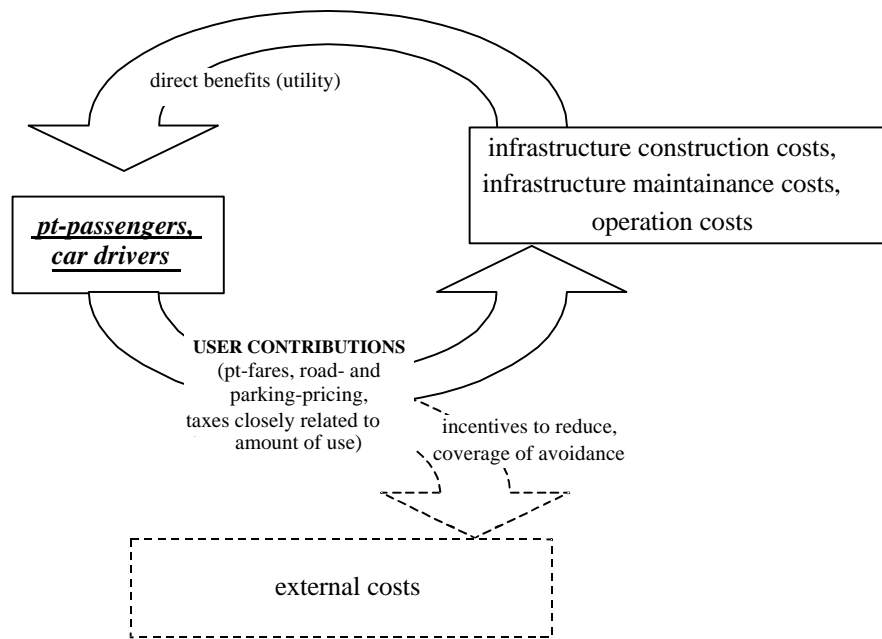 direct benefits (utility)
infrastructure construction costs,
infrastructure maintainance costs,
operation costs
pt-passengers,
car drivers
USER CONTRIBUTIONS
(pt-fares, road- and
parking-pricing,
taxes closely related to
amount of use)
incentives to reduce,
coverage of avoidance
external costs